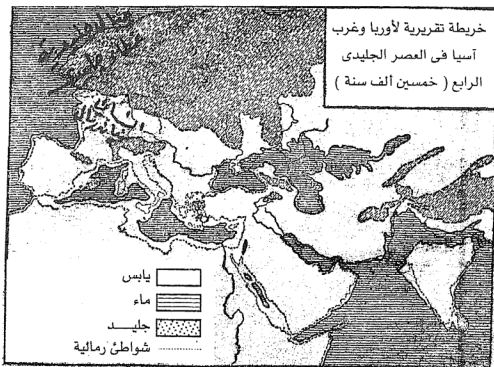 خريطة تقريرية لأوربا وغرب
آسيا فى العصر الجليدى
الرابع ( خمسين ألف سنة )
يابس
ماء
جليد
شواطئ رمالية